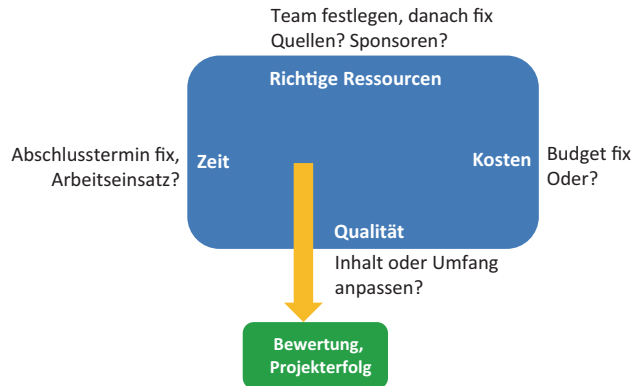 Team festlegen, danach fix
Quellen? Sponsoren?
Richtige Ressourcen
Abschlusstermin fix,
Arbeitseinsatz?
Zeit
Kosten
Budget fix
Oder?
Qualität
Inhalt oder Umfang
anpassen?
Bewertung,
Projekterfolg